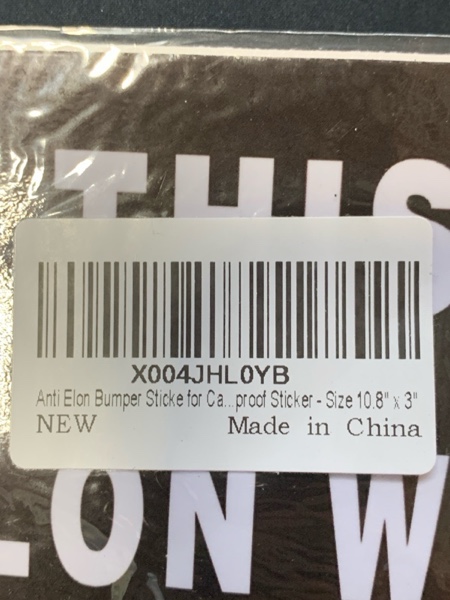 THIS
X004JHL0YB
Anti Elon Bumper Sticke for Ca...proof Sticker - Size 10.8" x 3"
NEW Made in China
LON W